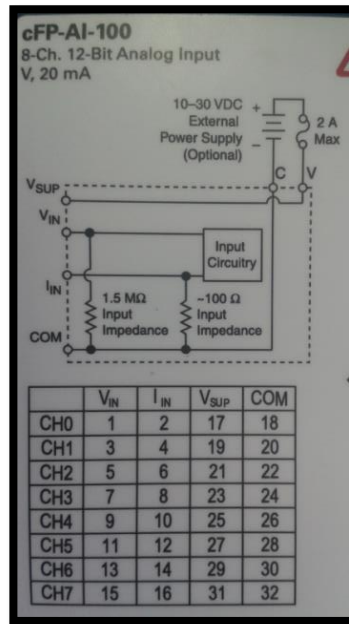 cFP-AI-100
8-Ch. 12-Bit Analog Input
V, 20 mA
10–30 VDC
External
Power Supply
(Optional)
+
–
2 A
Max
C
V
VSUP
VIN
Input
Circuitry
IIN
1.5 MΩ
Input
Impedance
~100 Ω
Input
Impedance
COM
VIN IIN VSUP COM
CH0 1 2 17 18
CH1 3 4 19 20
CH2 5 6 21 22
CH3 7 8 23 24
CH4 9 10 25 26
CH5 11 12 27 28
CH6 13 14 29 30
CH7 15 16 31 32